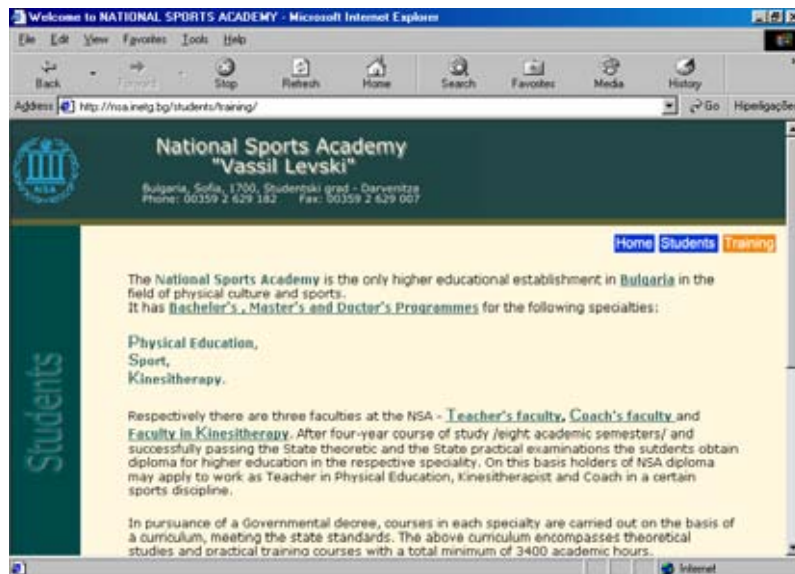 Welcome to NATIONAL SPORTS ACADEMY - Microsoft Internet Explorer
File Edit View Favorites Tools Help
Back Forward Stop Refresh Home Search Favorites Media History
Address http://nsa.inetg.bg/students/training/ Go Hiperligações
National Sports Academy
"Vassil Levski"
Bulgaria, Sofia, 1700, Studentski grad - Darvenitza
Phone: 00359 2 629 182 Fax: 00359 2 629 007
NSA
Home Students Training
Students
The National Sports Academy is the only higher educational establishment in Bulgaria in the
field of physical culture and sports.
It has Bachelor's , Master's and Doctor's Programmes for the following specialties:
Physical Education,
Sport,
Kinesitherapy.
Respectively there are three faculties at the NSA - Teacher's faculty, Coach's faculty and
Faculty in Kinesitherapy. After four-year course of study /eight academic semesters/ and
successfully passing the State theoretic and the State practical examinations the sutdents obtain
diploma for higher education in the respective speciality. On this basis holders of NSA diploma
may apply to work as Teacher in Physical Education, Kinesitherapist and Coach in a certain
sports discipline.
In pursuance of a Governmental decree, courses in each specialty are carried out on the basis of
a curriculum, meeting the state standards. The above curriculum encompasses theoretical
studies and practical training courses with a total minimum of 3400 academic hours.
Internet